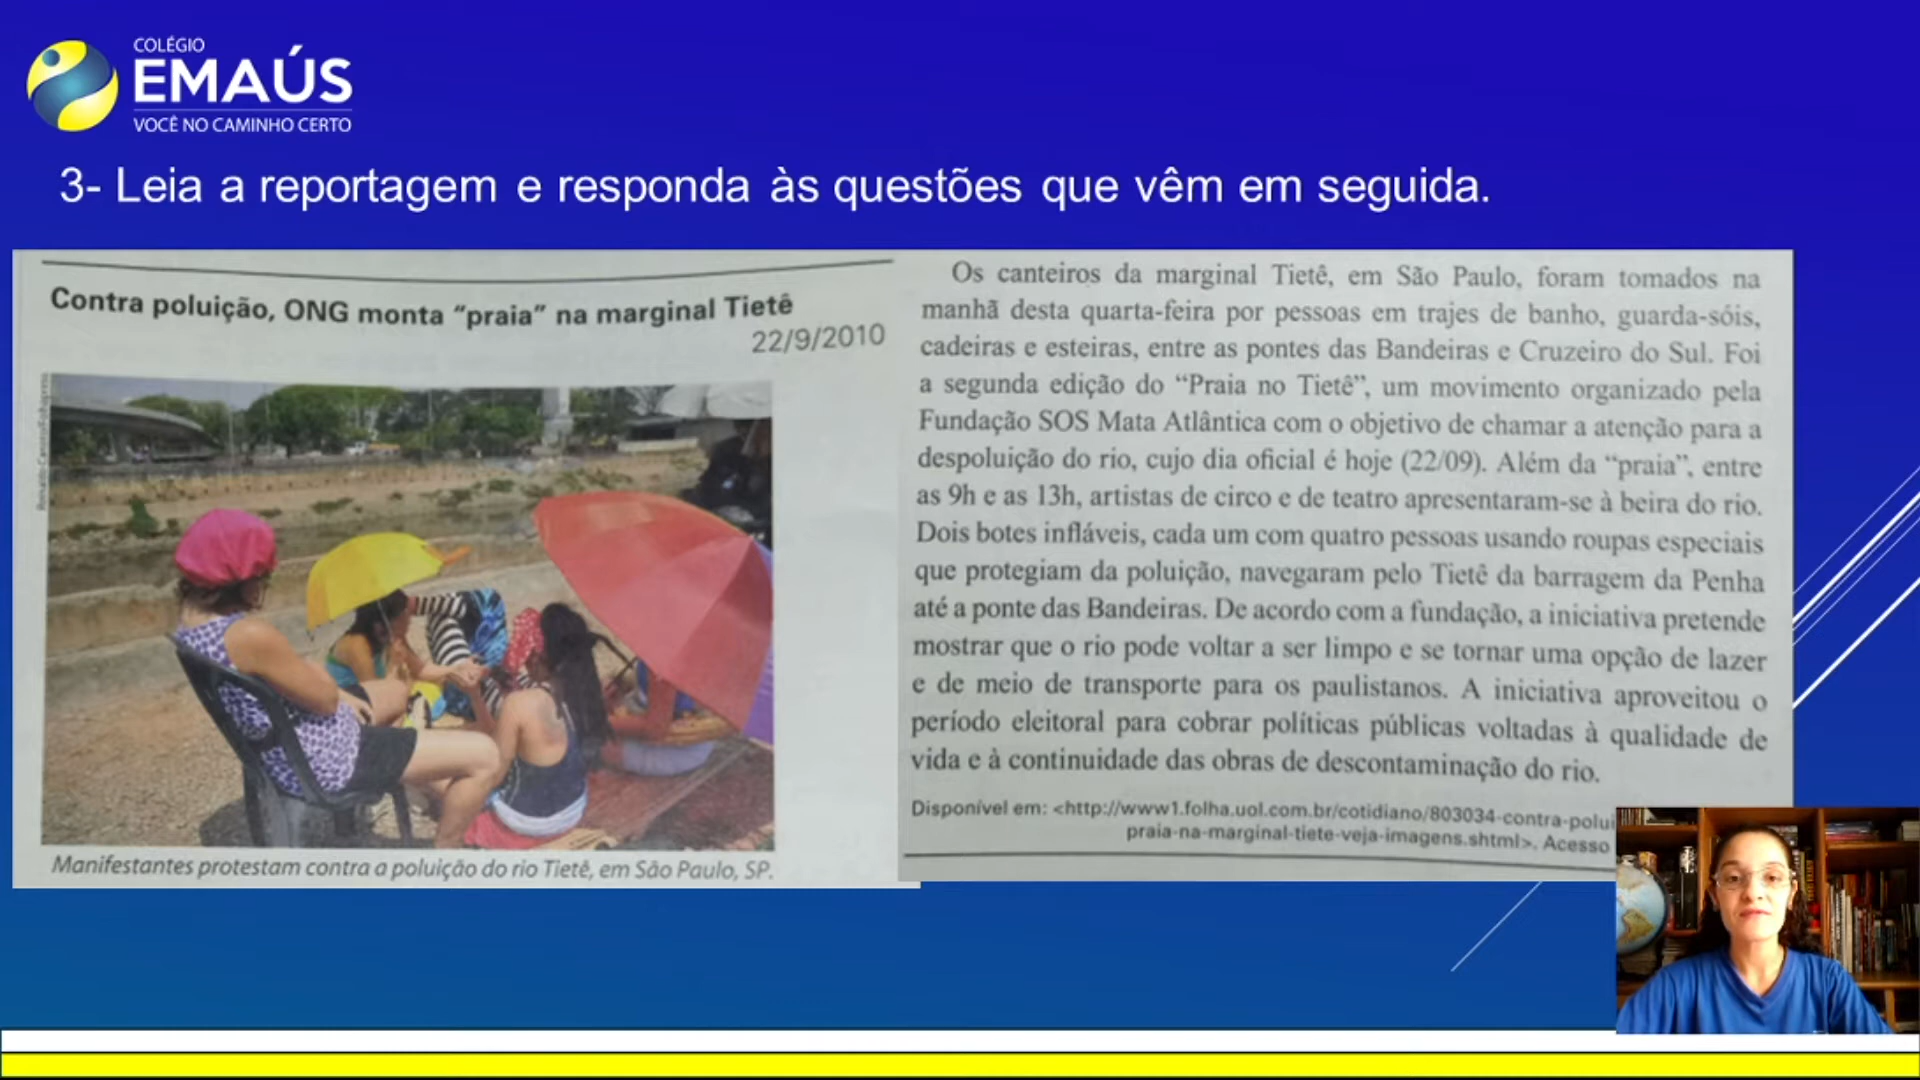 COLÉGIO
EMAÚS
VOCÊ NO CAMINHO CERTO
3- Leia a reportagem e responda às questões que vêm em seguida.
Contra poluição, ONG monta “praia” na marginal Tietê
22/9/2010
Manifestantes protestam contra a poluição do rio Tietê, em São Paulo, SP.
Os canteiros da marginal Tietê, em São Paulo, foram tomados na
manhã desta quarta-feira por pessoas em trajes de banho, guarda-sóis,
cadeiras e esteiras, entre as pontes das Bandeiras e Cruzeiro do Sul. Foi
a segunda edição do “Praia no Tietê”, um movimento organizado pela
Fundação SOS Mata Atlântica com o objetivo de chamar a atenção para a
despoluição do rio, cujo dia oficial é hoje (22/09). Além da “praia”, entre
as 9h e as 13h, artistas de circo e de teatro apresentaram-se à beira do rio.
Dois botes infláveis, cada um com quatro pessoas usando roupas especiais
que protegiam da poluição, navegaram pelo Tietê da barragem da Penha
até a ponte das Bandeiras. De acordo com a fundação, a iniciativa pretende
mostrar que o rio pode voltar a ser limpo e se tornar uma opção de lazer
e de meio de transporte para os paulistanos. A iniciativa aproveitou o
período eleitoral para cobrar políticas públicas voltadas à qualidade de
vida e à continuidade das obras de descontaminação do rio.
Disponível em: <http://www1.folha.uol.com.br/cotidiano/803034-contra-polui
praia-na-marginal-tiete-veja-imagens.shtml>. Acesso